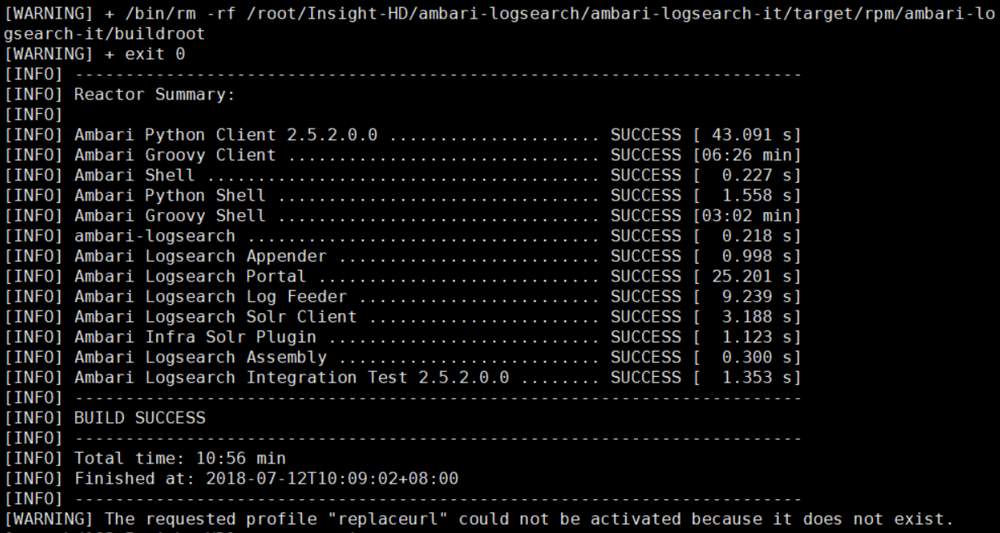 [WARNING] + /bin/rm -rf /root/Insight-HD/ambari-logsearch/ambari-logsearch-it/target/rpm/ambari-lo
gsearch-it/buildroot
[WARNING] + exit 0
[INFO] ------------------------------------------------------------------------
[INFO] Reactor Summary:
[INFO]
[INFO] Ambari Python Client 2.5.2.0.0 ..................... SUCCESS [ 43.091 s]
[INFO] Ambari Groovy Client ............................... SUCCESS [06:26 min]
[INFO] Ambari Shell ....................................... SUCCESS [  0.227 s]
[INFO] Ambari Python Shell ................................ SUCCESS [  1.558 s]
[INFO] Ambari Groovy Shell ................................ SUCCESS [03:02 min]
[INFO] ambari-logsearch ................................... SUCCESS [  0.218 s]
[INFO] Ambari Logsearch Appender .......................... SUCCESS [  0.998 s]
[INFO] Ambari Logsearch Portal ............................ SUCCESS [ 25.201 s]
[INFO] Ambari Logsearch Log Feeder ........................ SUCCESS [  9.239 s]
[INFO] Ambari Logsearch Solr Client ....................... SUCCESS [  3.188 s]
[INFO] Ambari Infra Solr Plugin ........................... SUCCESS [  1.123 s]
[INFO] Ambari Logsearch Assembly .......................... SUCCESS [  0.300 s]
[INFO] Ambari Logsearch Integration Test 2.5.2.0.0 ........ SUCCESS [  1.353 s]
[INFO] ------------------------------------------------------------------------
[INFO] BUILD SUCCESS
[INFO] ------------------------------------------------------------------------
[INFO] Total time: 10:56 min
[INFO] Finished at: 2018-07-12T10:09:02+08:00
[INFO] ------------------------------------------------------------------------
[WARNING] The requested profile "replaceurl" could not be activated because it does not exist.